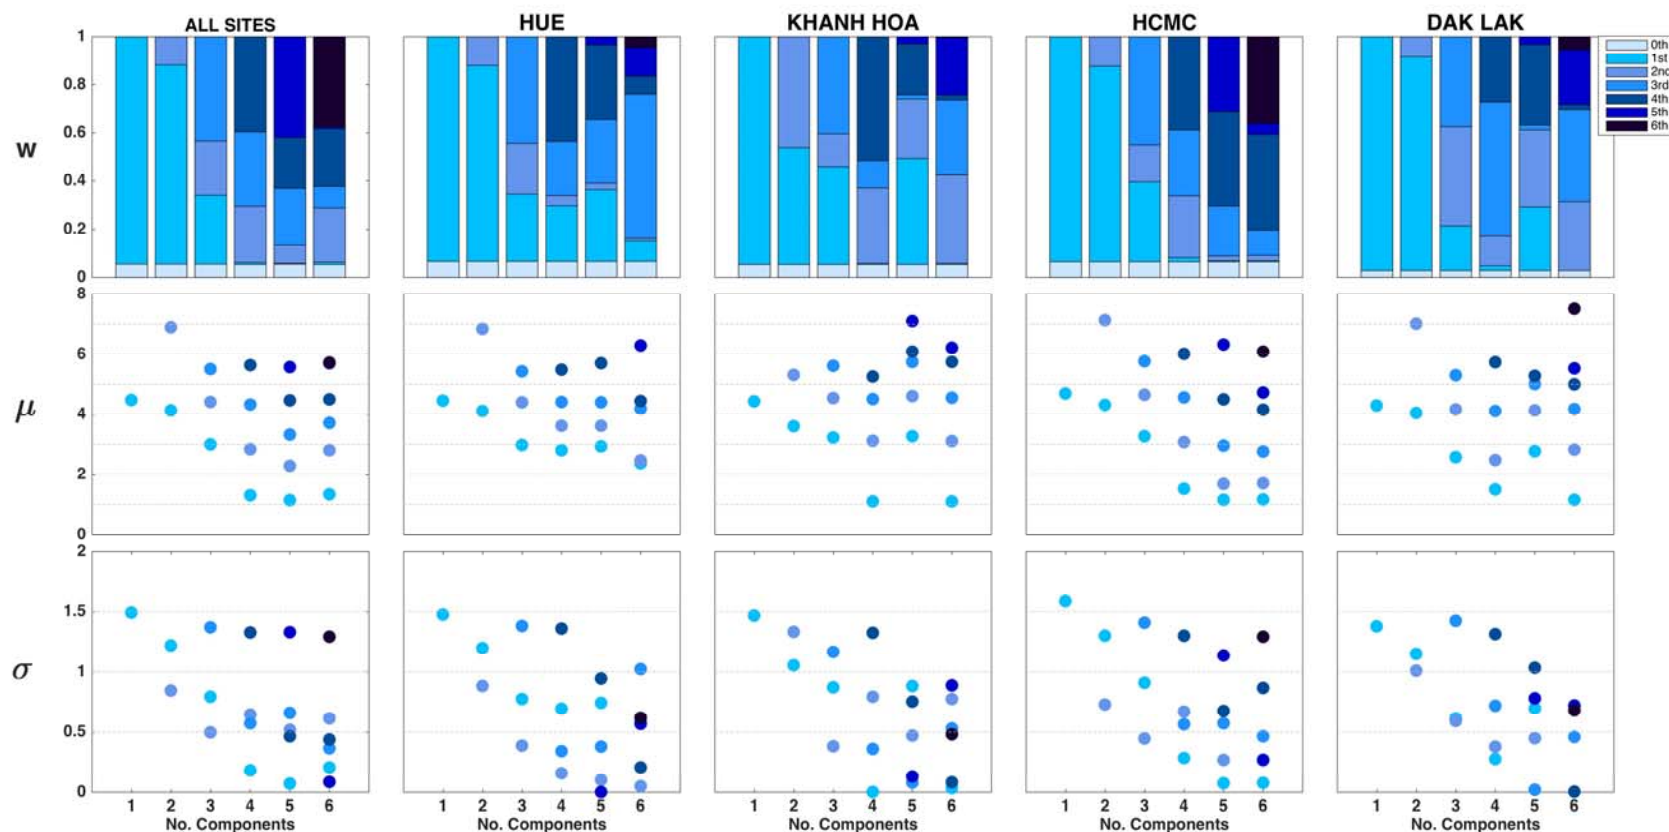 ALL SITES
HUE
KHANH HOA
HCMC
DAK LAK
1
0.8
0.6
0.4
0.2
0
w
0th
1st
2nd
3rd
4th
5th
6th
8
6
4
2
0
μ
2
1.5
1
0.5
0
σ
1 2 3 4 5 6
1 2 3 4 5 6
1 2 3 4 5 6
1 2 3 4 5 6
1 2 3 4 5 6
No. Components
No. Components
No. Components
No. Components
No. Components